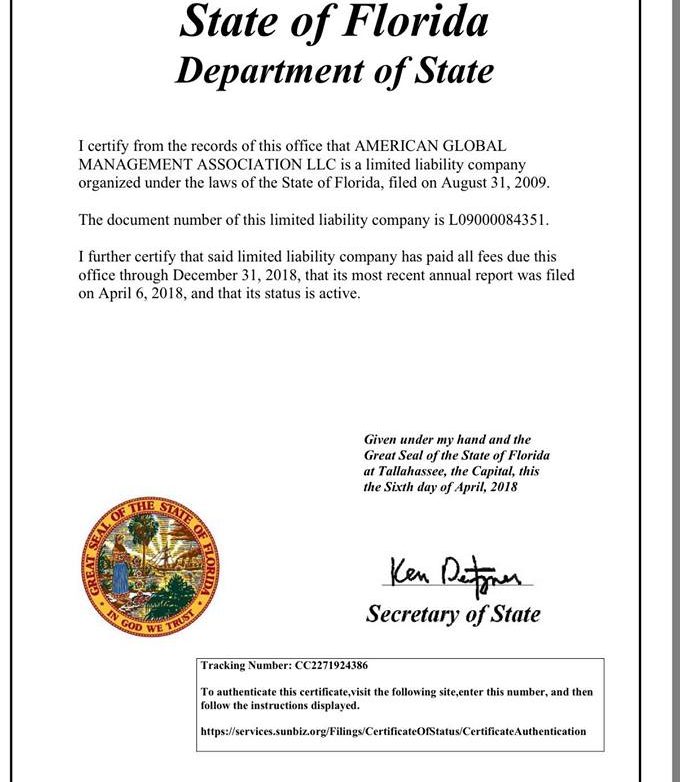 State of Florida
Department of State
I certify from the records of this office that AMERICAN GLOBAL
MANAGEMENT ASSOCIATION LLC is a limited liability company
organized under the laws of the State of Florida, filed on August 31, 2009.
The document number of this limited liability company is L09000084351.
I further certify that said limited liability company has paid all fees due this
office through December 31, 2018, that its most recent annual report was filed
on April 6, 2018, and that its status is active.
Given under my hand and the
Great Seal of the State of Florida
at Tallahassee, the Capital, this
the Sixth day of April, 2018
GREAT SEAL OF THE STATE OF FLORIDA
IN GOD WE TRUST
Ken Detzner
Secretary of State
Tracking Number: CC2271924386
To authenticate this certificate,visit the following site,enter this number, and then
follow the instructions displayed.
https://services.sunbiz.org/Filings/CertificateOfStatus/CertificateAuthentication